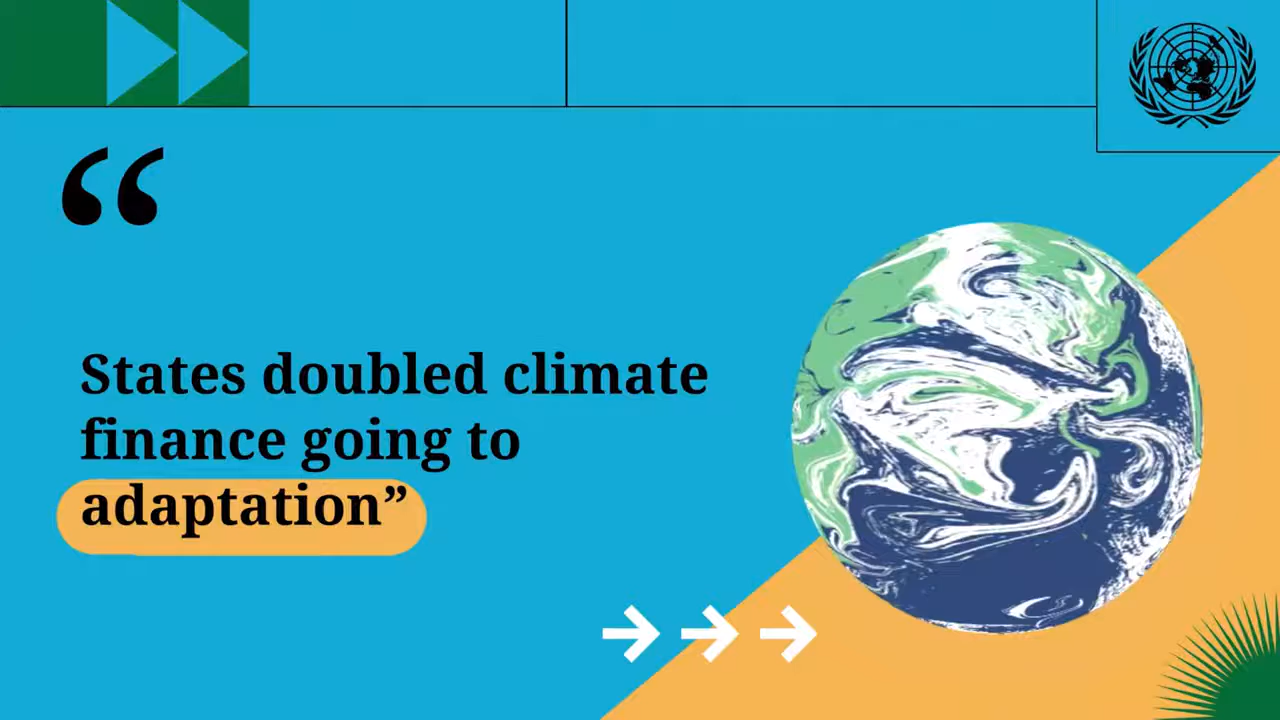 “
States doubled climate
finance going to
adaptation”